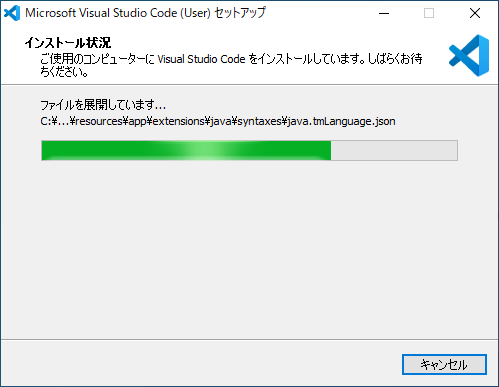 Microsoft Visual Studio Code (User) セットアップ
インストール状況
ご使用のコンピューターに Visual Studio Code をインストールしています。しばらくお待
ちください。
ファイルを展開しています...
C:¥...¥resources¥app¥extensions¥java¥syntaxes¥java.tmLanguage.json
キャンセル